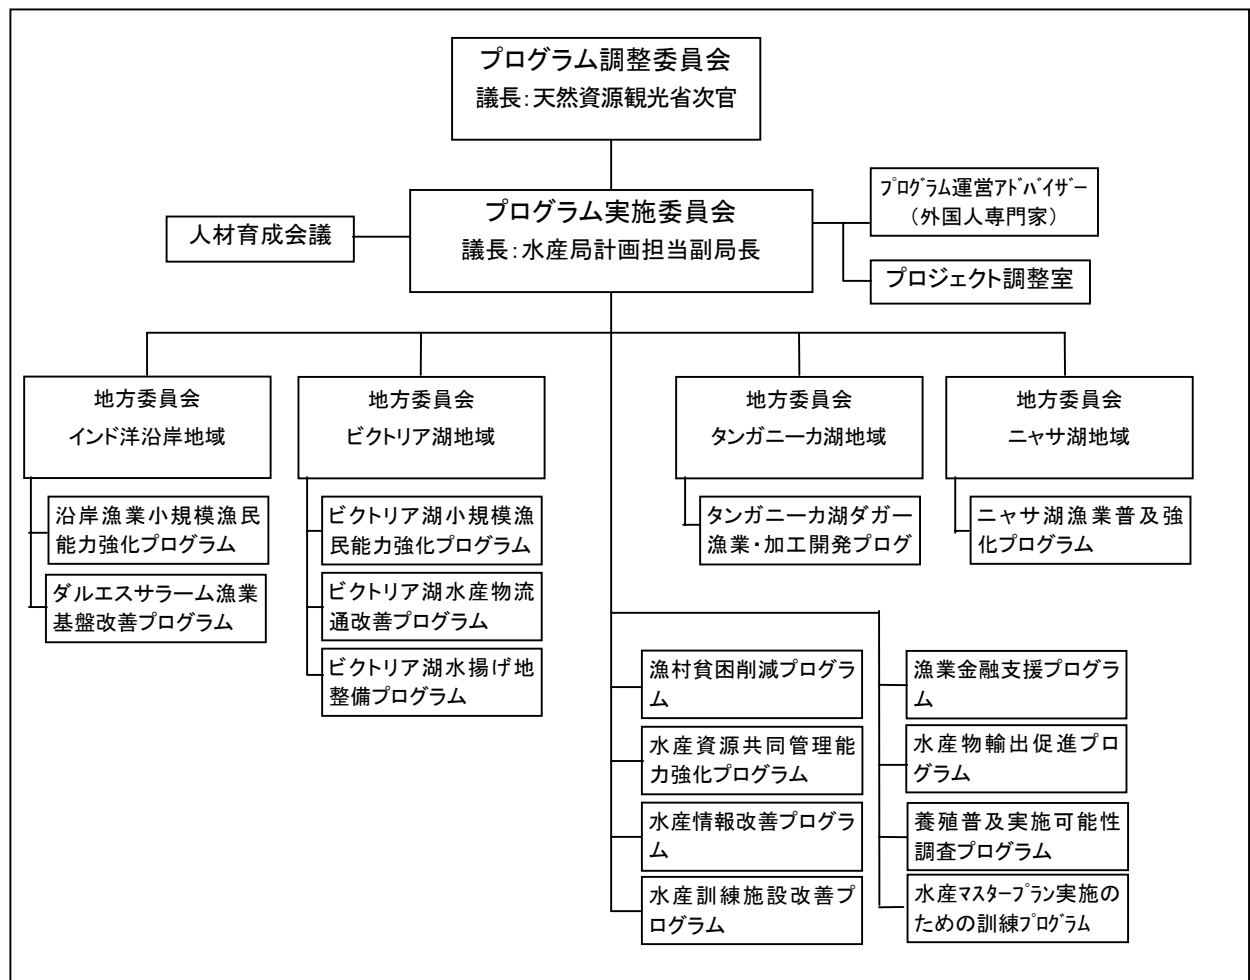 プログラム調整委員会
議長：天然資源観光省次官
プログラム実施委員会
議長：水産局計画担当副局長
人材育成会議
ﾌﾟﾛｸﾞﾗﾑ運営ｱﾄﾞﾊﾞｲｻﾞｰ
（外国人専門家）
プロジェクト調整室
地方委員会
インド洋沿岸地域
沿岸漁業小規模漁民
能力強化プログラム
ダルエスサラーム漁業
基盤改善プログラム
地方委員会
ビクトリア湖地域
ビクトリア湖小規模漁
民能力強化プログラム
ビクトリア湖水産物流
通改善プログラム
ビクトリア湖水揚げ地
整備プログラム
地方委員会
タンガニーカ湖地域
タンガニーカ湖ダガー
漁業・加工開発プログ
地方委員会
ニャサ湖地域
ニャサ湖漁業普及強
化プログラム
漁村貧困削減プログラ
ム
水産資源共同管理能
力強化プログラム
水産情報改善プログラ
ム
水産訓練施設改善プ
ログラム
漁業金融支援プログラ
ム
水産物輸出促進プロ
グラム
養殖普及実施可能性
調査プログラム
水産ﾏｽﾀｰﾌﾟﾗﾝ実施の
ための訓練ﾌﾟﾛｸﾞﾗﾑ